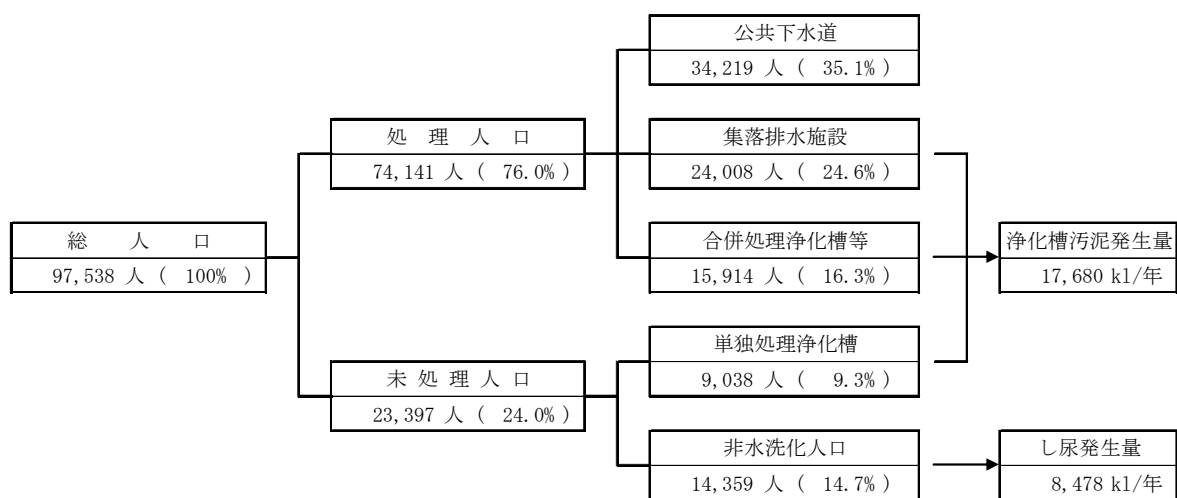 公共下水道
34,219 人 ( 35.1%)
処理人口
74,141 人 ( 76.0%)
集落排水施設
24,008 人 ( 24.6%)
総人口
97,538 人 ( 100% )
合併処理浄化槽等
15,914 人 ( 16.3%)
浄化槽汚泥発生量
17,680 kl/年
単独処理浄化槽
9,038 人 ( 9.3%)
未処理人口
23,397 人 ( 24.0%)
非水洗化人口
14,359 人 ( 14.7%)
し尿発生量
8,478 kl/年